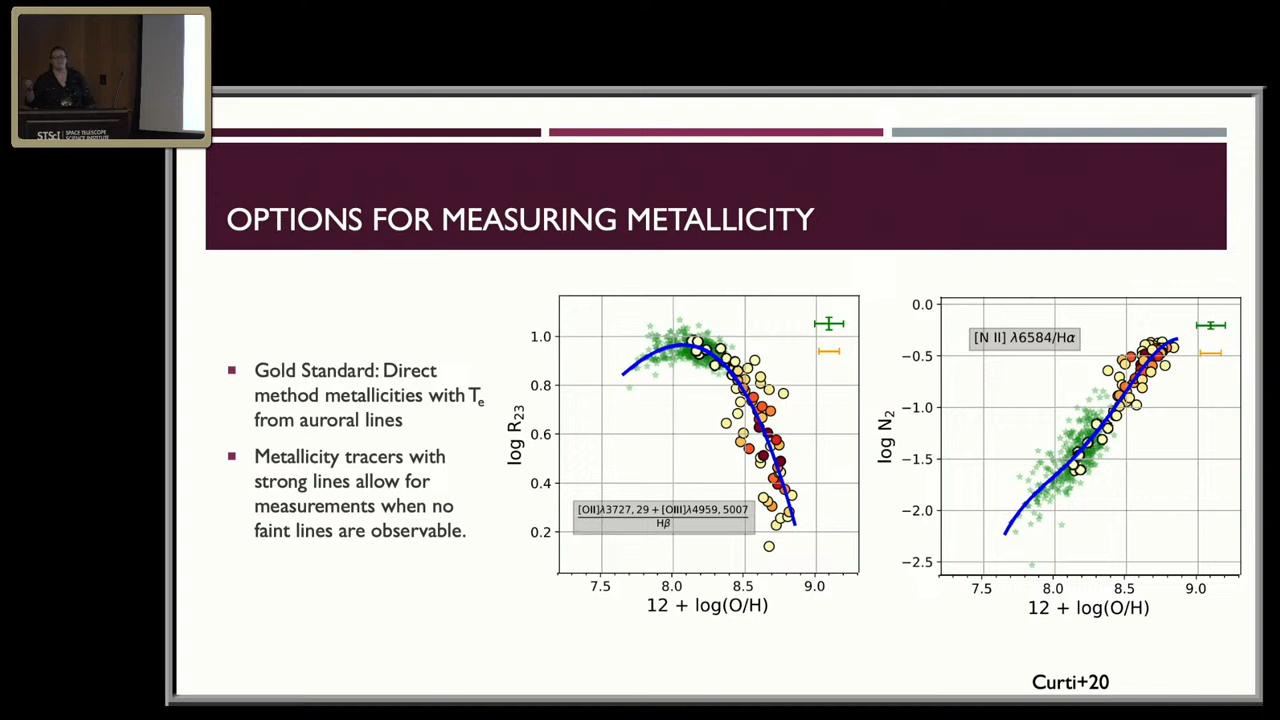 STScI | SPACE TELESCOPE
SCIENCE INSTITUTE
OPTIONS FOR MEASURING METALLICITY
Gold Standard: Direct
method metallicities with Te
from auroral lines
Metallicity tracers with
strong lines allow for
measurements when no
faint lines are observable.
log R23
1.0
0.8
0.6
0.4
0.2
[OII]λ3727,29+[OIII]λ4959,5007
Hβ
7.5 8.0 8.5 9.0
12 + log(O/H)
log N2
0.0
−0.5
−1.0
−1.5
−2.0
−2.5
[N II] λ6584/Hα
7.5 8.0 8.5 9.0
12 + log(O/H)
Curti+20